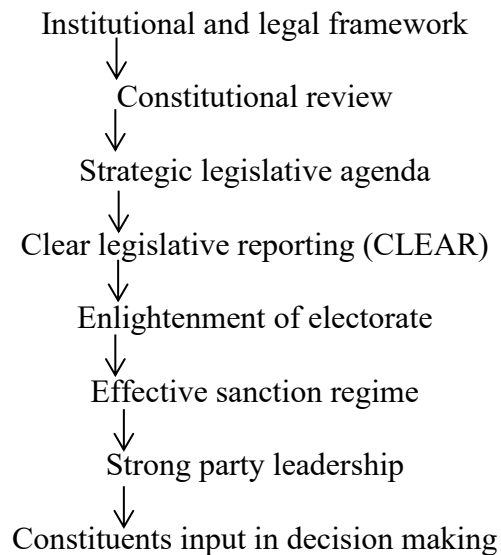 Institutional and legal framework
Constitutional review
Strategic legislative agenda
Clear legislative reporting (CLEAR)
Enlightenment of electorate
Effective sanction regime
Strong party leadership
Constituents input in decision making